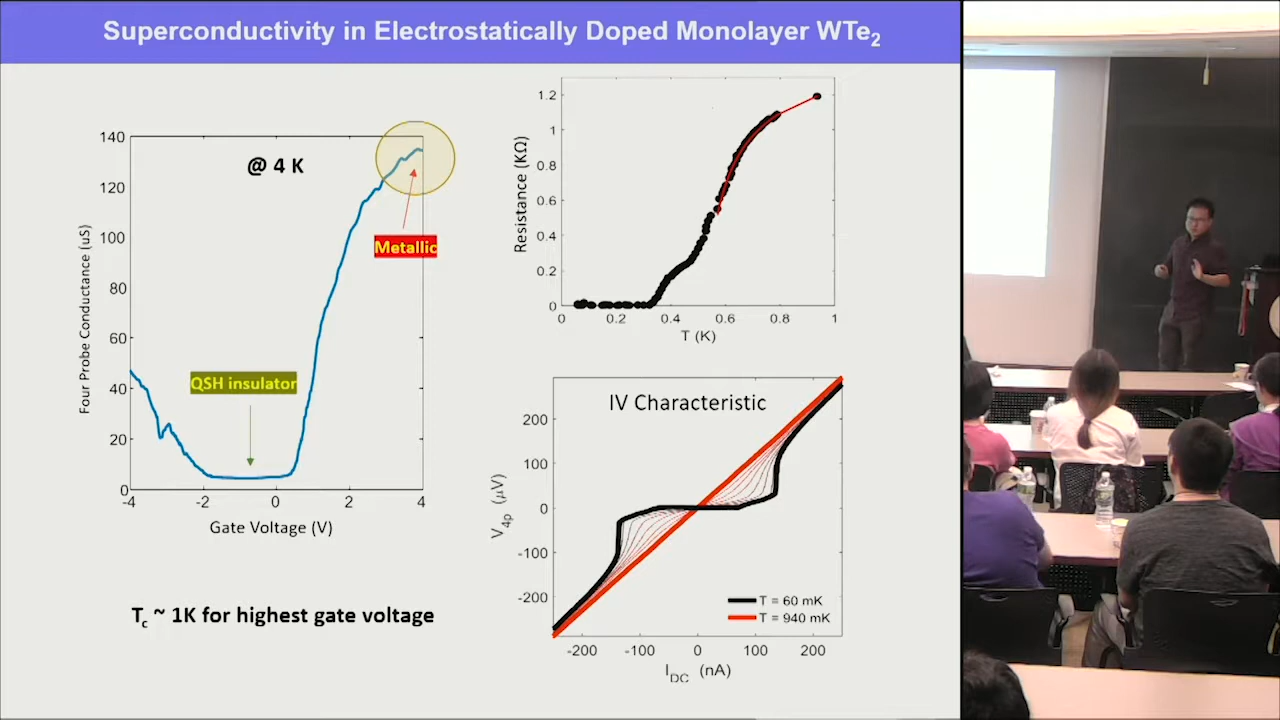 Superconductivity in Electrostatically Doped Monolayer WTe2
140
120
100
80
60
40
20
0
-4
-2
0
2
4
Four Probe Conductance (uS)
Gate Voltage (V)
@ 4 K
Metallic
QSH insulator
Tc ~ 1K for highest gate voltage
1.2
1
0.8
0.6
0.4
0.2
0
0
0.2
0.4
0.6
0.8
1
Resistance (KΩ)
T (K)
IV Characteristic
200
100
0
-100
-200
-200
-100
0
100
200
V4p (μV)
IDC (nA)
T = 60 mK
T = 940 mK